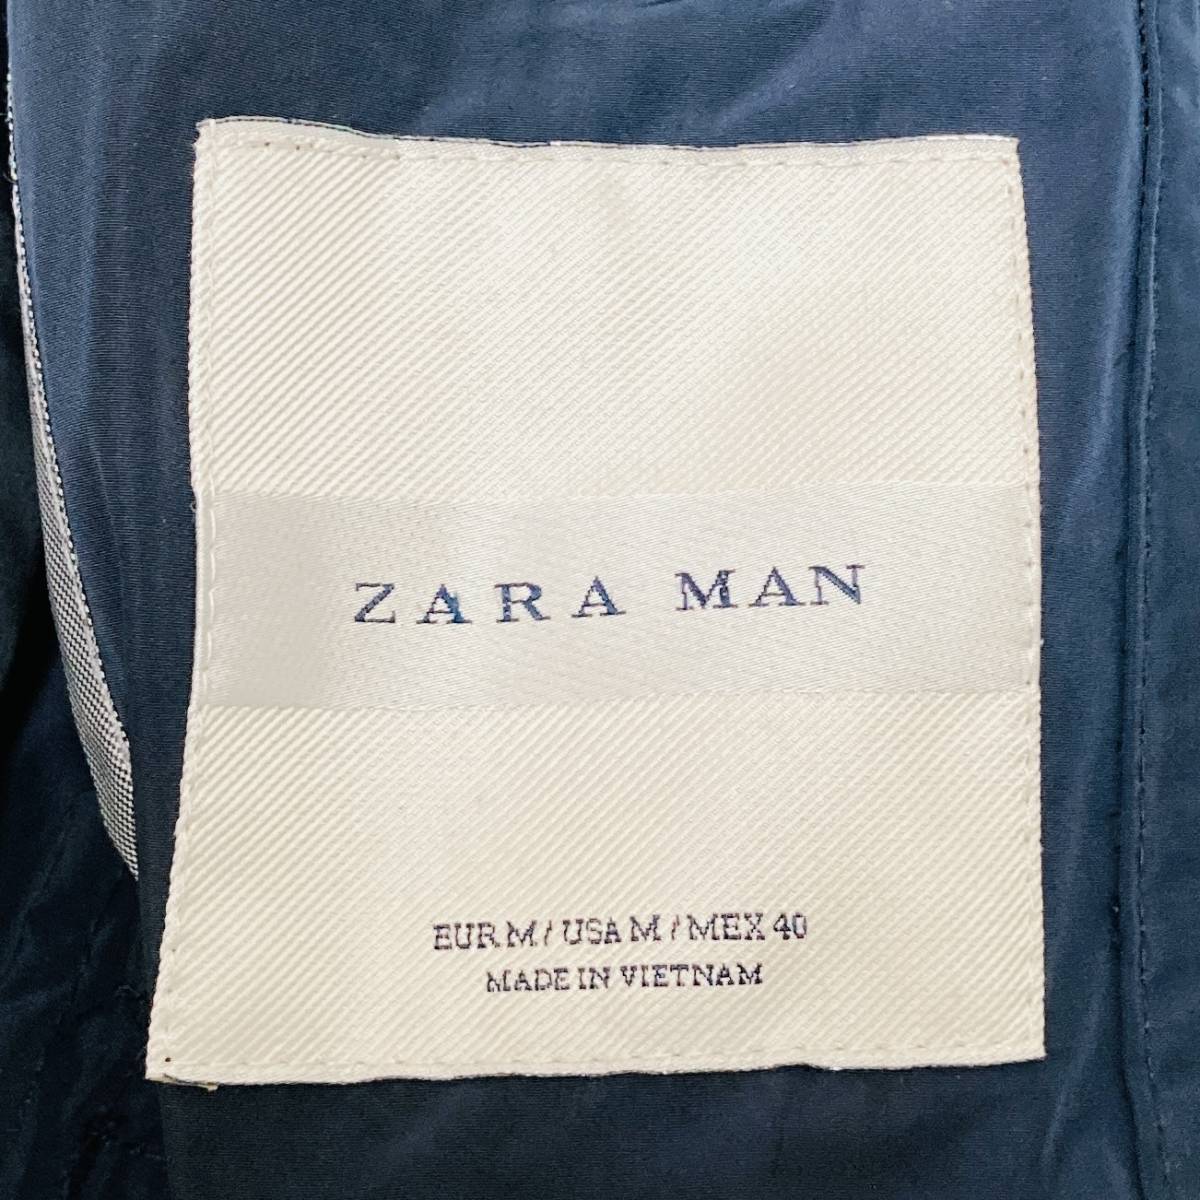 ZARA MAN
EUR M / USA M / MEX 40
MADE IN VIETNAM